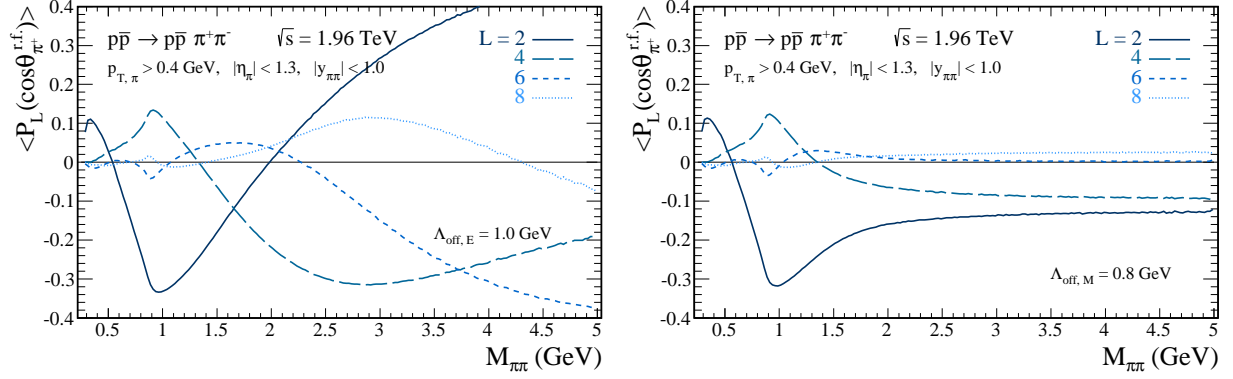 <P_L(cosθ^{r.f.}_{π^+})>
0.4
0.3
0.2
0.1
0
-0.1
-0.2
-0.3
-0.4
pp̅ → pp̅ π⁺π⁻ √s = 1.96 TeV
p_{T, π} > 0.4 GeV, |η_π| < 1.3, |y_{ππ}| < 1.0
L = 2
4
6
8
Λ_{off, E} = 1.0 GeV
0.5 1 1.5 2 2.5 3 3.5 4 4.5 5
M_{ππ} (GeV)
<P_L(cosθ^{r.f.}_{π^+})>
0.4
0.3
0.2
0.1
0
-0.1
-0.2
-0.3
-0.4
pp̅ → pp̅ π⁺π⁻ √s = 1.96 TeV
p_{T, π} > 0.4 GeV, |η_π| < 1.3, |y_{ππ}| < 1.0
L = 2
4
6
8
Λ_{off, M} = 0.8 GeV
0.5 1 1.5 2 2.5 3 3.5 4 4.5 5
M_{ππ} (GeV)